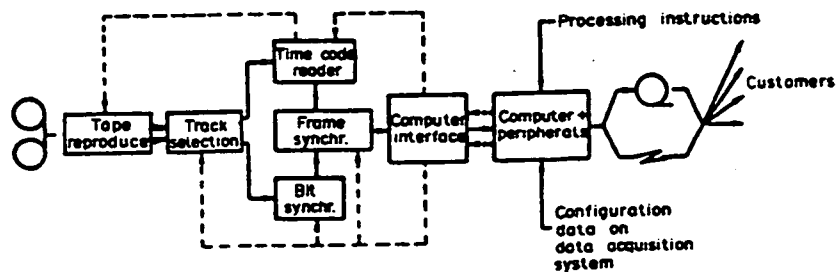 Processing instructions
Time code
reader
Customers
Tape
reproduce
Track
selection
Frame
synchr.
Computer
interface
Computer +
peripherals
Bit
synchr.
Configuration
data on
data acquisition
system